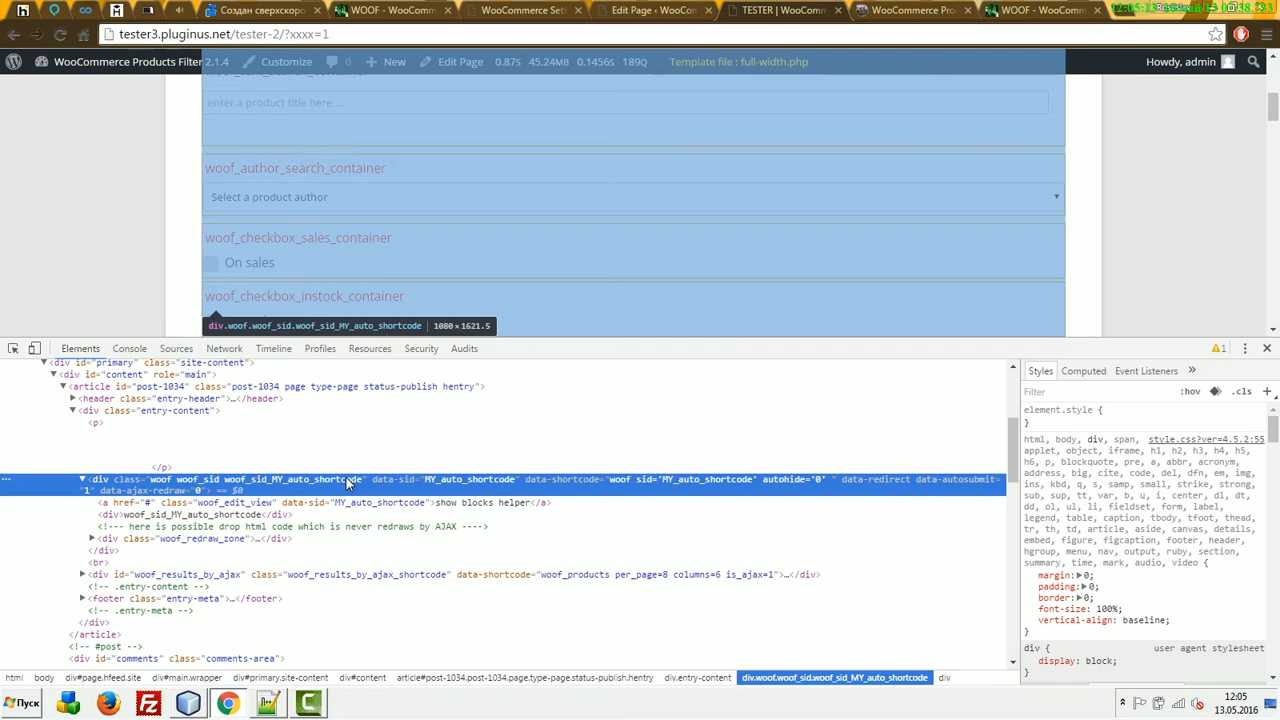 Создан сверхскоро
WOOF - WooComm
WooCommerce Set
Edit Page ‹ WooCo
TESTER | WooCom
WooCommerce Pro
WOOF - WooComm
tester3.pluginus.net/tester-2/?xxxx=1
WooCommerce Products Filter 2.1.4 Customize 0 New Edit Page 0.87s 45.24MB 0.1456s 189Q Template file : full-width.php Howdy, admin
enter a product title here ...
woof_author_search_container
Select a product author
woof_checkbox_sales_container
On sales
woof_checkbox_instock_container
div.woof.woof_sid.woof_sid_MY_auto_shortcode 1080×1621.5
Elements Console Sources Network Timeline Profiles Resources Security Audits 1
<div id="primary" class="site-content">
<div id="content" role="main">
<article id="post-1034" class="post-1034 page type-page status-publish hentry">
<header class="entry-header">…</header>
<div class="entry-content">
<p>
</p>
<div class="woof woof_sid woof_sid_MY_auto_shortcode" data-sid="MY_auto_shortcode" data-shortcode="woof sid='MY_auto_shortcode' autohide='0' " data-redirect data-autosubmit=
"1" data-ajax-redraw="0"> == $0
<a href="#" class="woof_edit_view" data-sid="MY_auto_shortcode">show blocks helper</a>
<div>woof_sid_MY_auto_shortcode</div>
<!--- here is possible drop html code which is never redraws by AJAX ---->
<div class="woof_redraw_zone">…</div>
</div>
<br>
<div id="woof_results_by_ajax" class="woof_results_by_ajax_shortcode" data-shortcode="woof_products per_page=8 columns=6 is_ajax=1">…</div>
<!-- .entry-content -->
<footer class="entry-meta">…</footer>
<!-- .entry-meta -->
</div>
</article>
<!-- #post -->
<div id="comments" class="comments-area">
html body div#page.hfeed.site div#main.wrapper div#primary.site-content div#content article#post-1034.post-1034.page.type-page.status-publish.hentry div.entry-content div.woof.woof_sid.woof_sid_MY_auto_shortcode div
Styles Computed Event Listeners »
Filter :hov .cls +
element.style {
}
html, body, div, span, style.css?ver=4.5.2:55
applet, object, iframe, h1, h2, h3, h4, h5,
h6, p, blockquote, pre, a, abbr, acronym,
address, big, cite, code, del, dfn, em, img,
ins, kbd, q, s, samp, small, strike, strong,
sub, sup, tt, var, b, u, i, center, dl, dt,
dd, ol, ul, li, fieldset, form, label,
legend, table, caption, tbody, tfoot, thead,
tr, th, td, article, aside, canvas, details,
embed, figure, figcaption, footer, header,
hgroup, menu, nav, output, ruby, section,
summary, time, mark, audio, video {
margin: 0;
padding: 0;
border: 0;
font-size: 100%;
vertical-align: baseline;
}
div { user agent stylesheet
display: block;
}
Пуск
12:05
13.05.2016